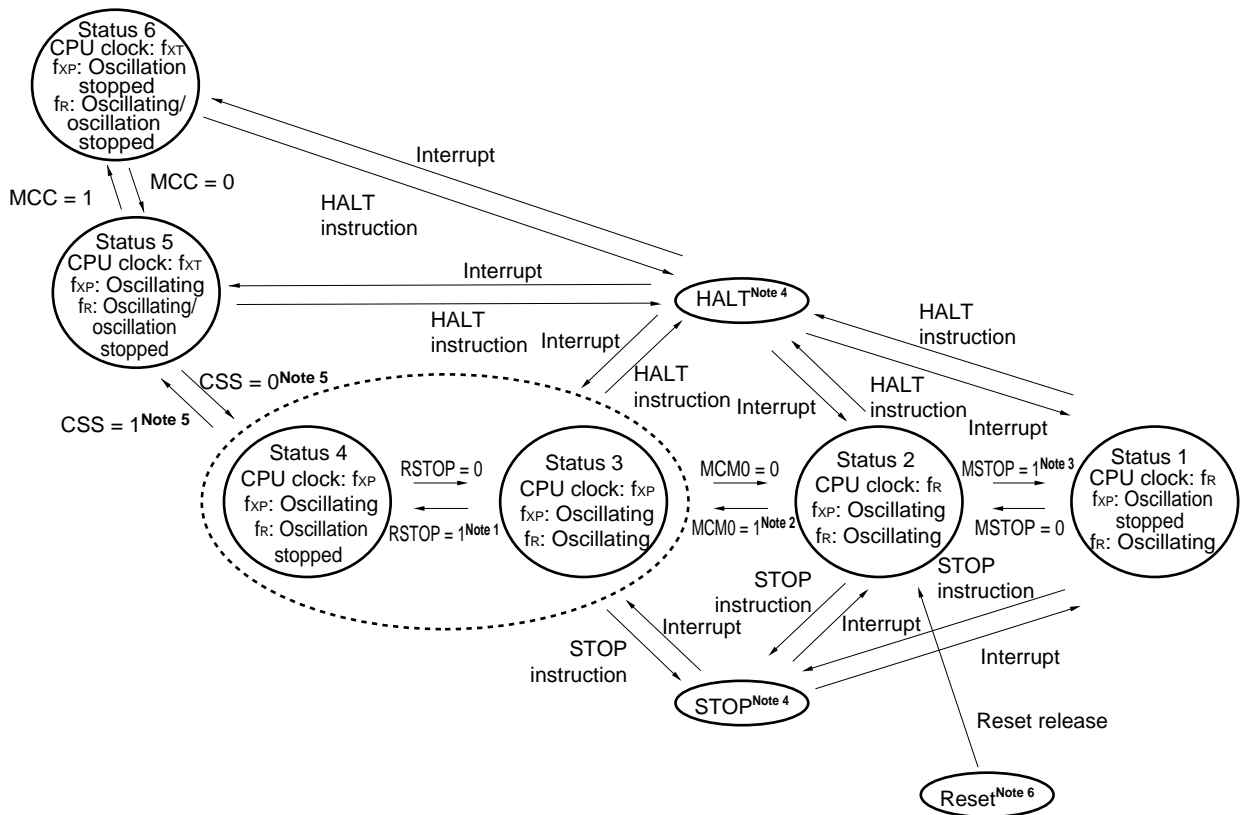 Status 6
CPU clock: fXT
fXP: Oscillation
stopped
fR: Oscillating/
oscillation
stopped
Interrupt
MCC = 1
MCC = 0
HALT
instruction
Status 5
CPU clock: fXT
fXP: Oscillating
fR: Oscillating/
oscillation
stopped
Interrupt
HALT
instruction
HALTNote 4
HALT
instruction
Interrupt
HALT
instruction
Interrupt
HALT
instruction
Interrupt
CSS = 0Note 5
CSS = 1Note 5
Status 4
CPU clock: fXP
fXP: Oscillating
fR: Oscillation
stopped
RSTOP = 0
RSTOP = 1Note 1
Status 3
CPU clock: fXP
fXP: Oscillating
fR: Oscillating
MCM0 = 0
MCM0 = 1Note 2
Status 2
CPU clock: fR
fXP: Oscillating
fR: Oscillating
MSTOP = 1Note 3
MSTOP = 0
Status 1
CPU clock: fR
fXP: Oscillation
stopped
fR: Oscillating
STOP
instruction
Interrupt
STOP
instruction
Interrupt
STOP
instruction
Interrupt
STOPNote 4
Reset release
ResetNote 6